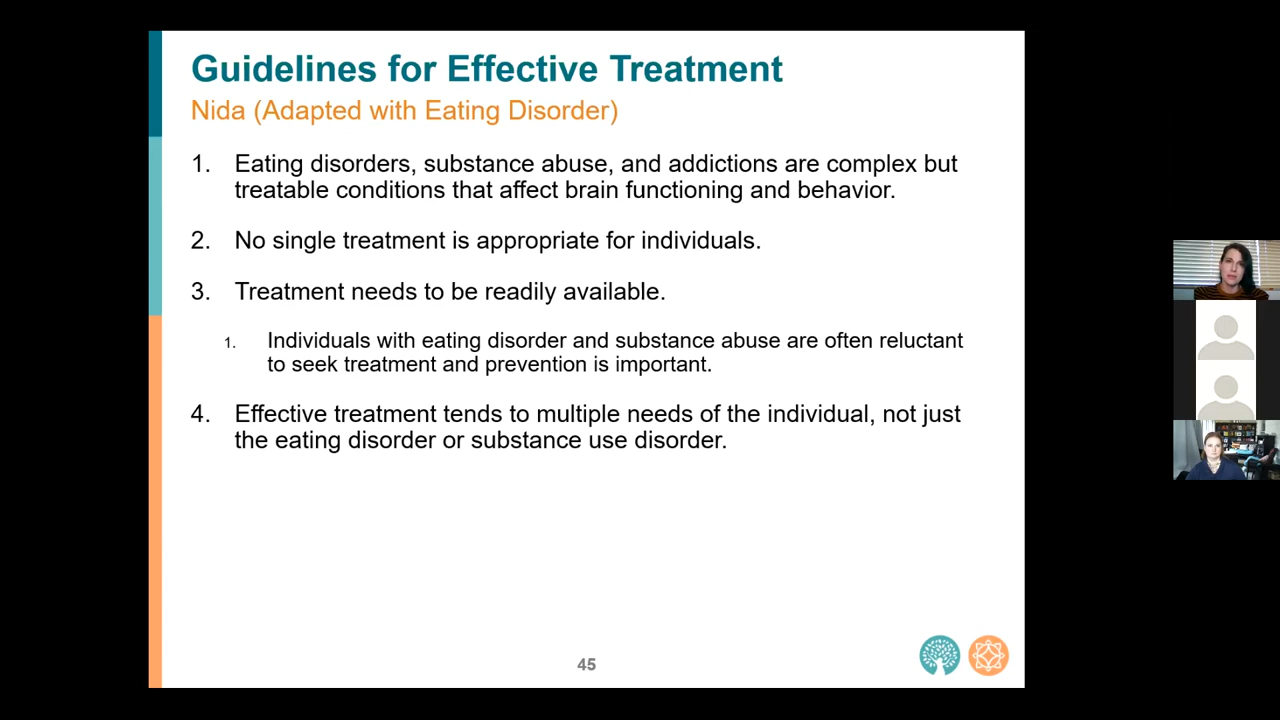 Guidelines for Effective Treatment
Nida (Adapted with Eating Disorder)
1. Eating disorders, substance abuse, and addictions are complex but
treatable conditions that affect brain functioning and behavior.
2. No single treatment is appropriate for individuals.
3. Treatment needs to be readily available.
1. Individuals with eating disorder and substance abuse are often reluctant
to seek treatment and prevention is important.
4. Effective treatment tends to multiple needs of the individual, not just
the eating disorder or substance use disorder.
45